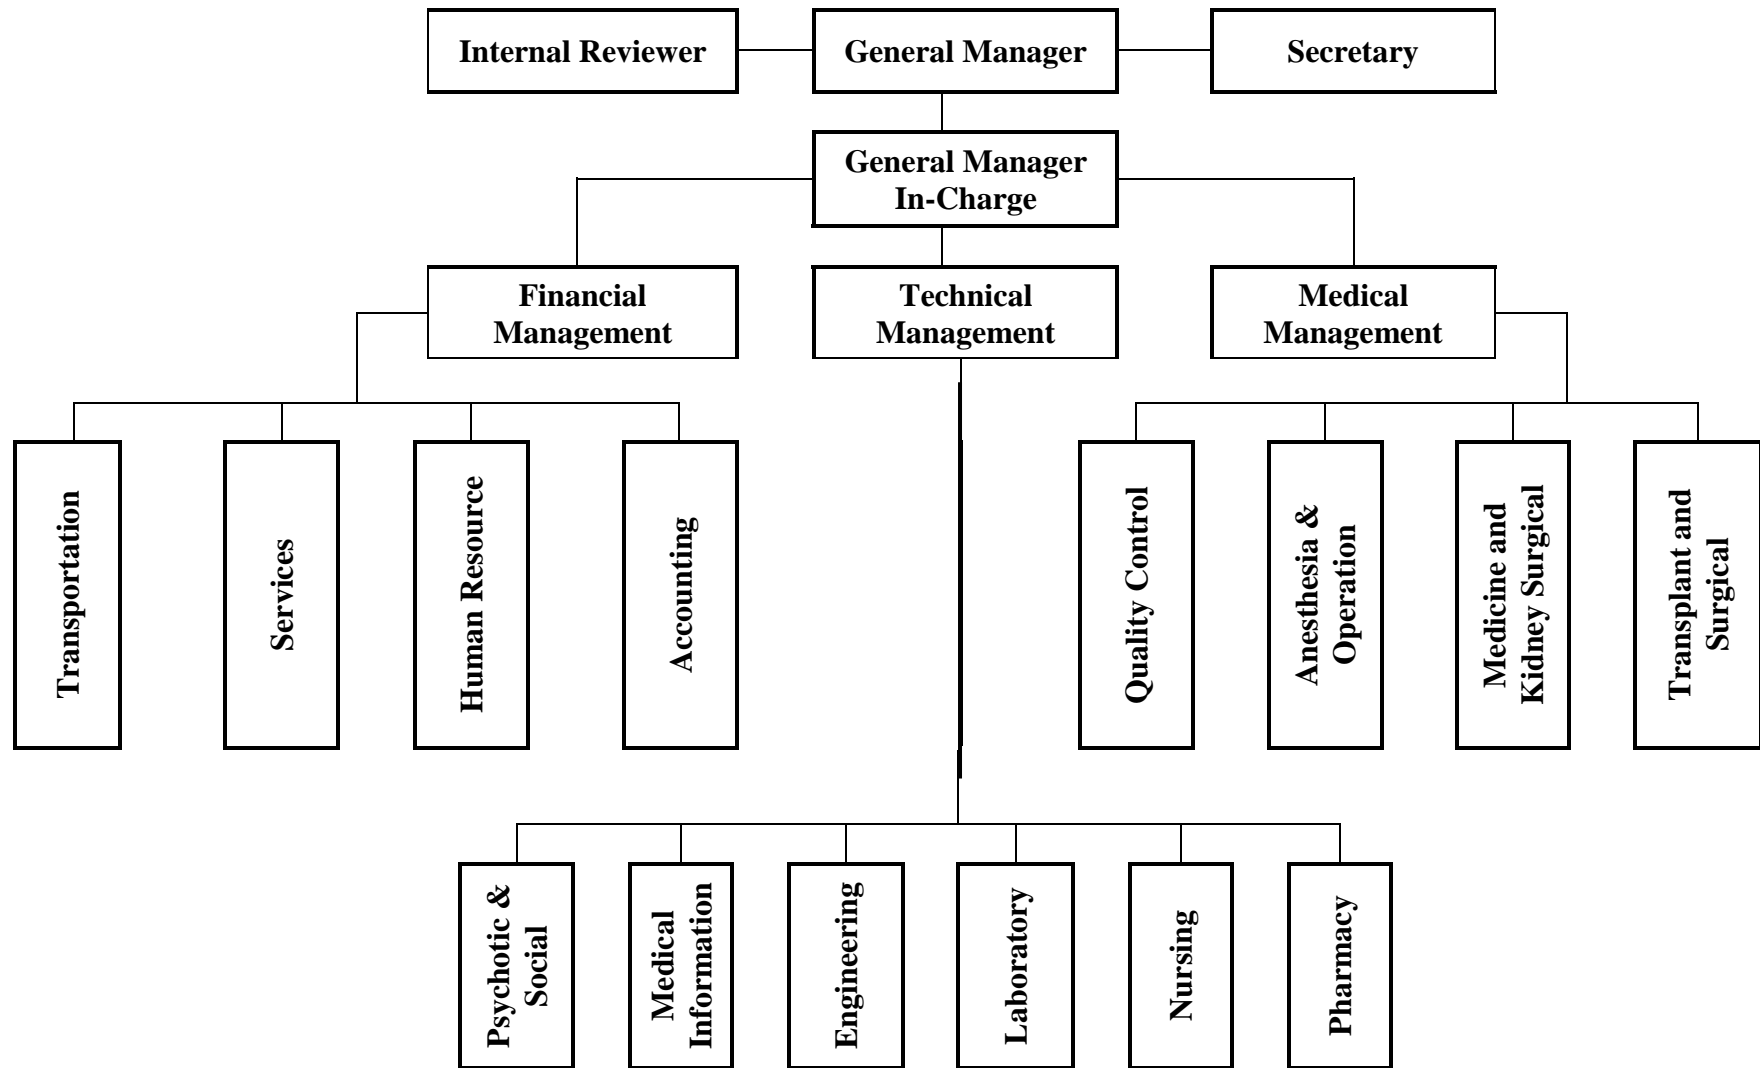 Internal Reviewer
General Manager
Secretary
General Manager
In-Charge
Financial
Management
Technical
Management
Medical
Management
Transportation
Services
Human Resource
Accounting
Quality Control
Anesthesia &
Operation
Medicine and
Kidney Surgical
Transplant and
Surgical
Psychotic &
Social
Medical
Information
Engineering
Laboratory
Nursing
Pharmacy